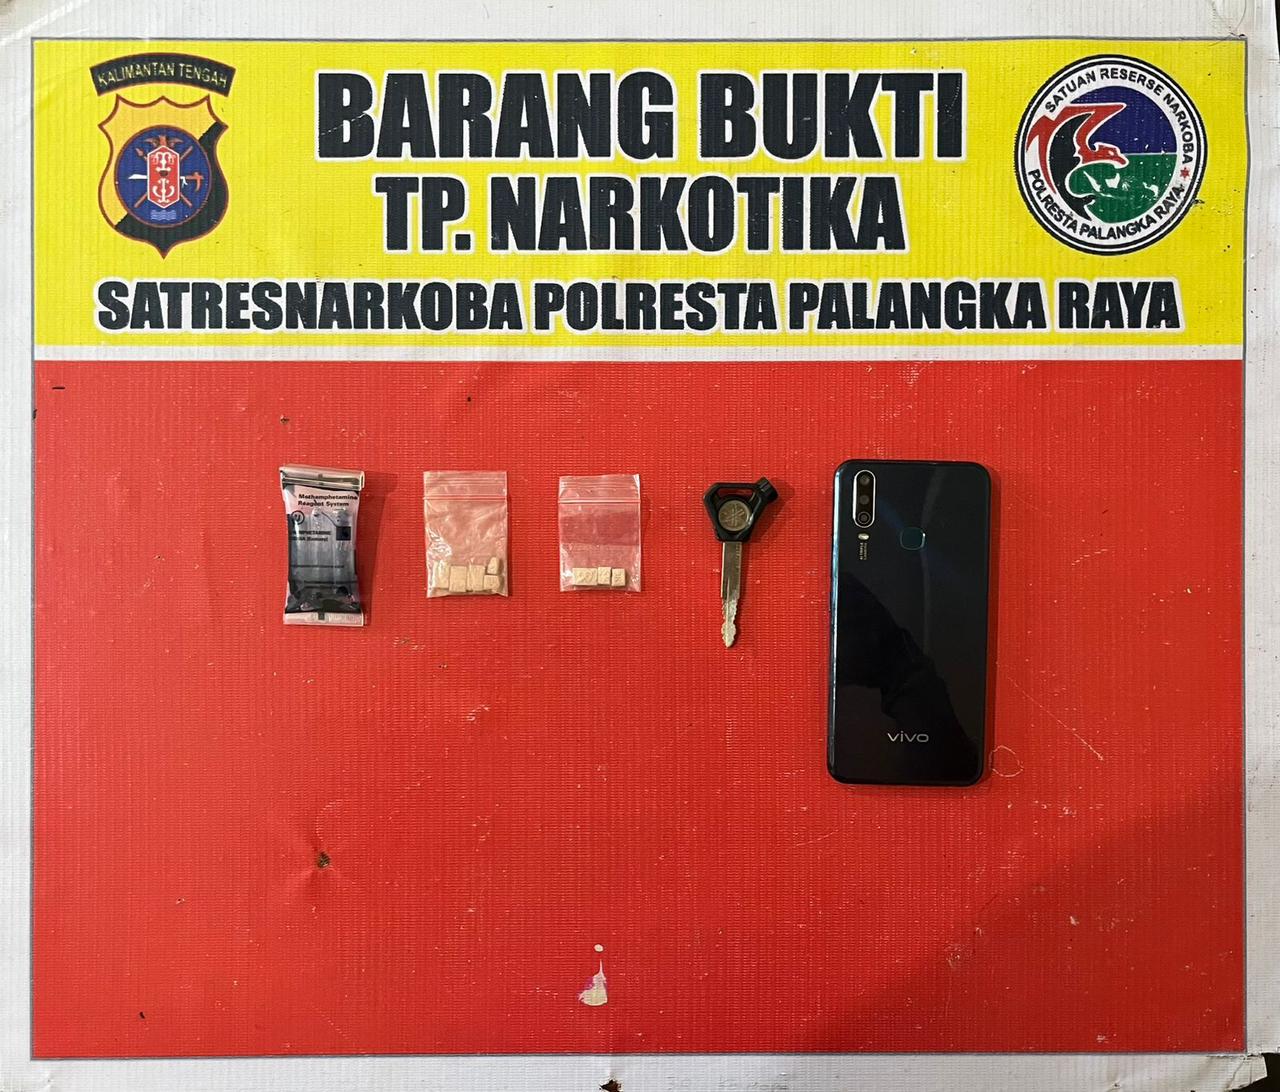 KALIMANTAN TENGAH
BARANG BUKTI
TP. NARKOTIKA
SATRESNARKOBA POLRESTA PALANGKA RAYA
SATUAN RESERSE NARKOBA
POLRESTA PALANGKA RAYA
Methamphetamine
Reagent System
U
vivo